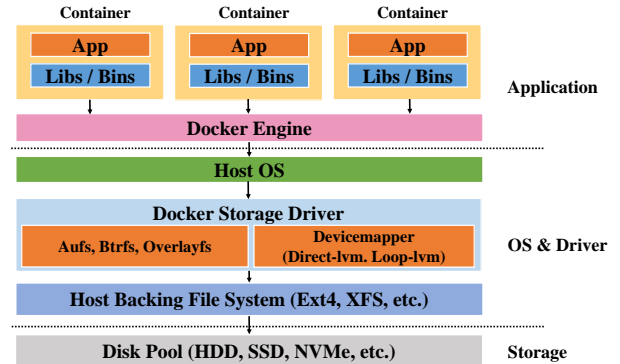 Container Container Container
App App App
Libs / Bins Libs / Bins Libs / Bins
Application
Docker Engine
Host OS
Docker Storage Driver
Aufs, Btrfs, Overlayfs
Devicemapper
(Direct-lvm. Loop-lvm)
OS & Driver
Host Backing File System (Ext4, XFS, etc.)
Disk Pool (HDD, SSD, NVMe, etc.)
Storage